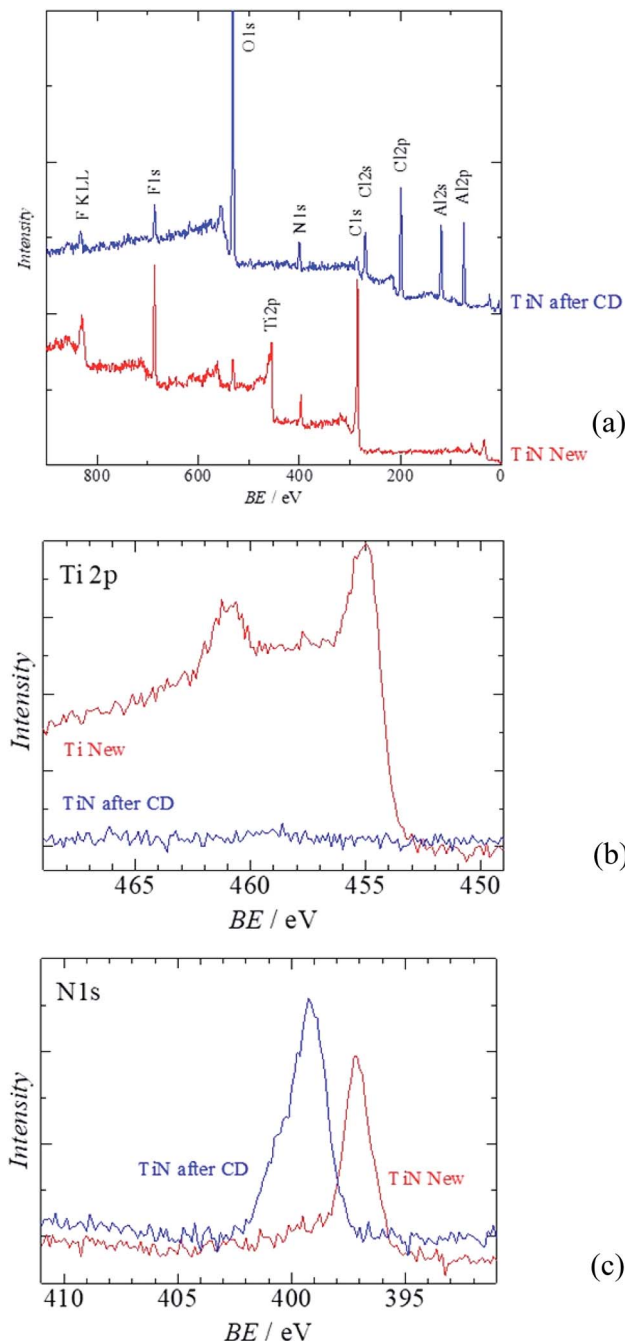 O1s
F KLL
F1s
N1s
C1s
Cl2s
Cl2p
Al2s
Al2p
Intensity
TiN after CD
Ti2p
TiN New
(a)
800 600 400 200 0
BE / eV
Ti 2p
Intensity
Ti New
TiN after CD
(b)
465 460 455 450
BE / eV
N1s
Intensity
TiN after CD
TiN New
(c)
410 405 400 395
BE / eV